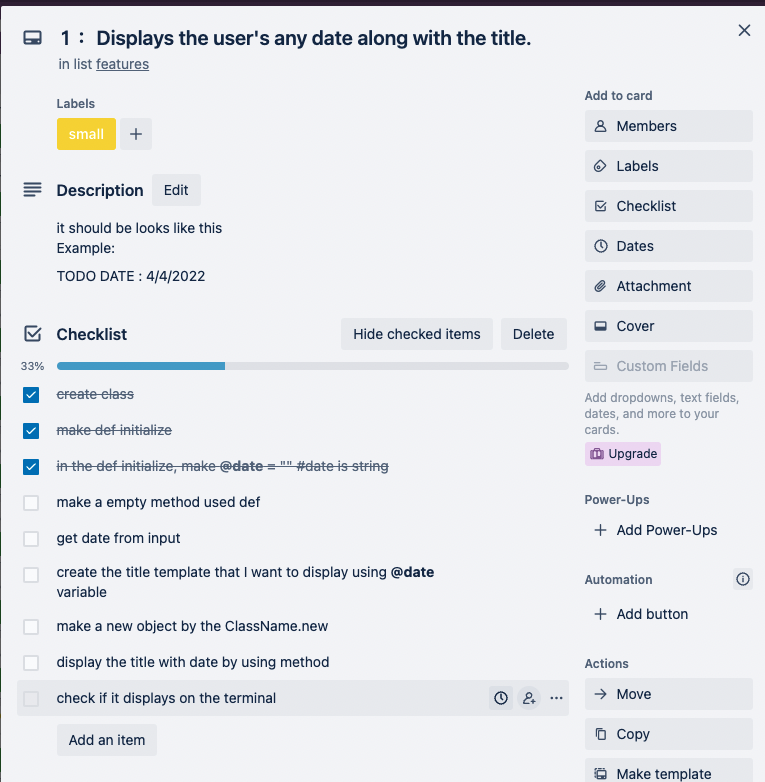 1 : Displays the user's any date along with the title.
in list features
Labels
small
Description
Edit
it should be looks like this
Example:
TODO DATE : 4/4/2022
Checklist
Hide checked items
Delete
33%
create class
make def initialize
in the def initialize, make @date = "" #date is string
make a empty method used def
get date from input
create the title template that I want to display using @date
variable
make a new object by the ClassName.new
display the title with date by using method
check if it displays on the terminal
Add an item
Add to card
Members
Labels
Checklist
Dates
Attachment
Cover
Custom Fields
Add dropdowns, text fields,
dates, and more to your
cards.
Upgrade
Power-Ups
Add Power-Ups
Automation
Add button
Actions
Move
Copy
Make template